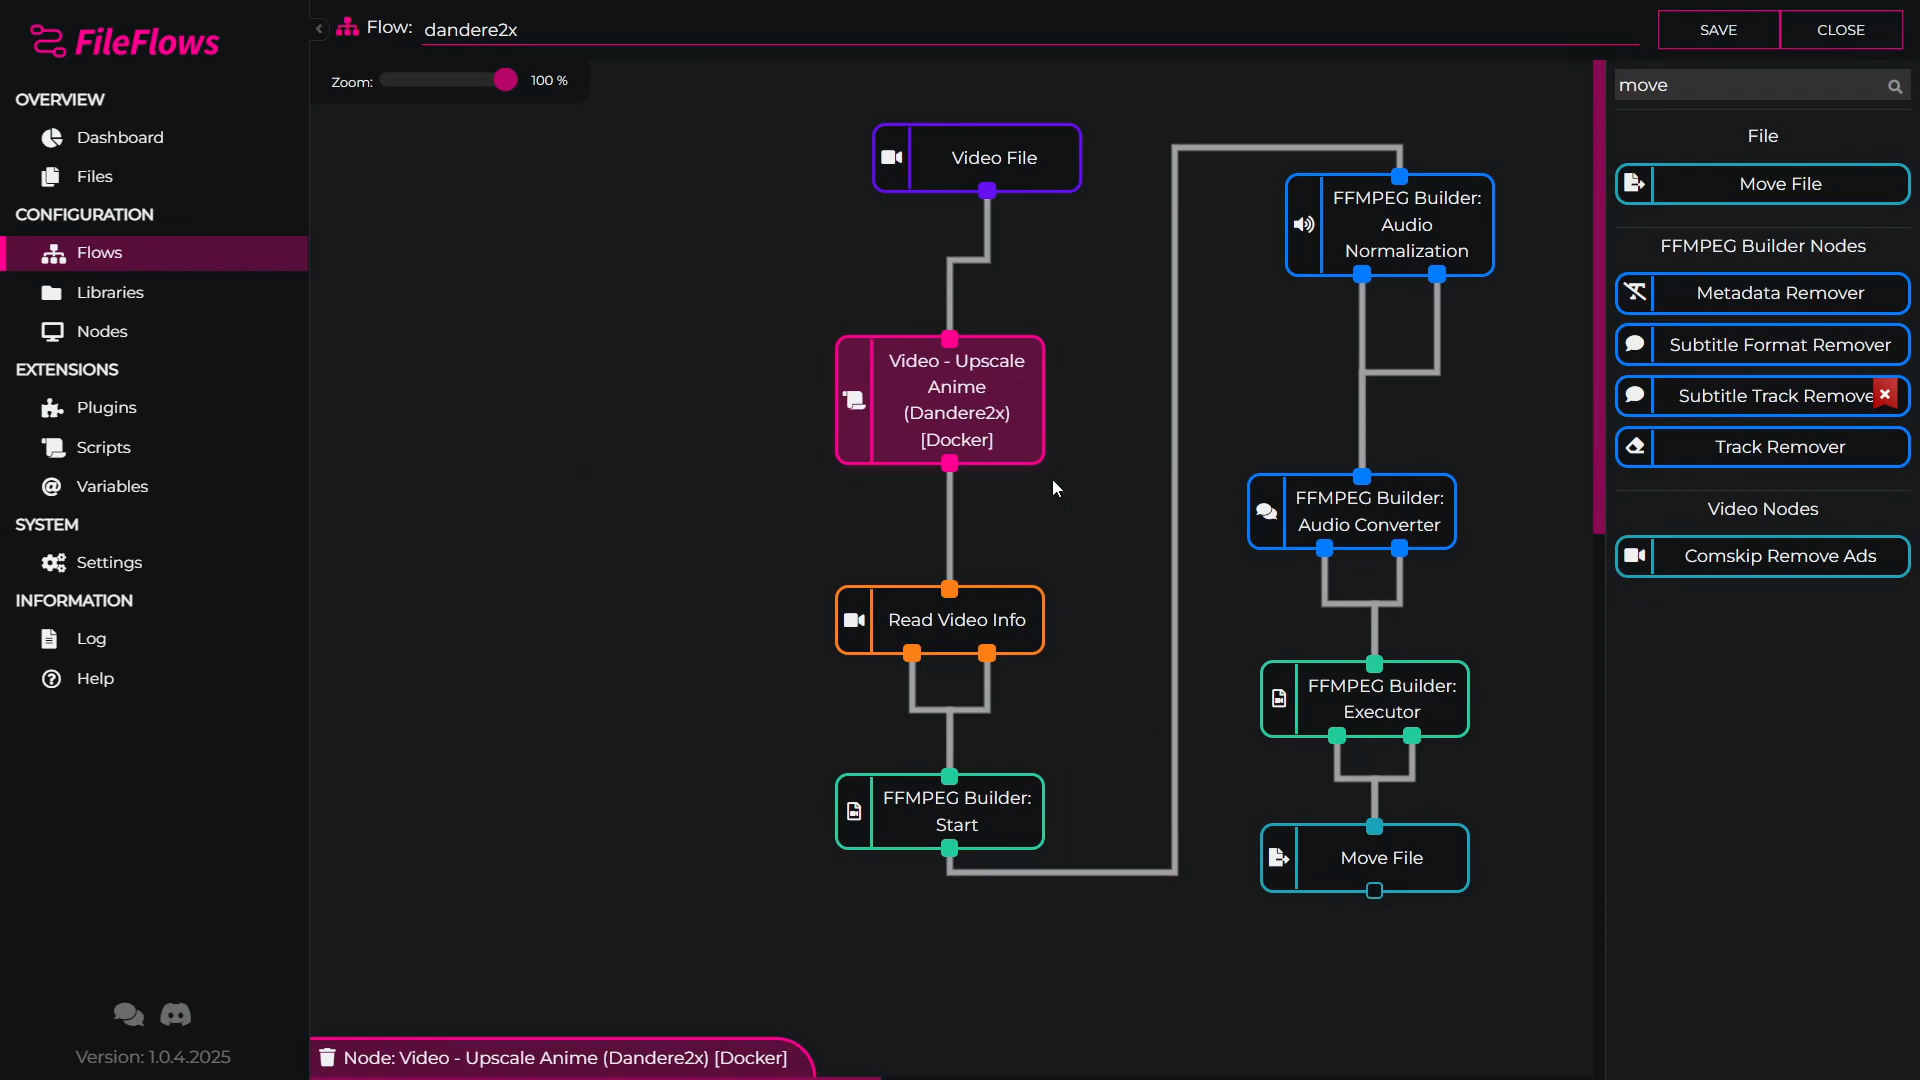 FileFlows
OVERVIEW
Dashboard
Files
CONFIGURATION
Flows
Libraries
Nodes
EXTENSIONS
Plugins
Scripts
Variables
SYSTEM
Settings
INFORMATION
Log
Help
Version: 1.0.4.2025
Flow: dandere2x
SAVE
CLOSE
Zoom: 100 %
Video File
Video - Upscale
Anime
(Dandere2x)
[Docker]
Read Video Info
FFMPEG Builder:
Start
FFMPEG Builder:
Audio
Normalization
FFMPEG Builder:
Audio Converter
FFMPEG Builder:
Executor
Move File
Node: Video - Upscale Anime (Dandere2x) [Docker]
move
File
Move File
FFMPEG Builder Nodes
Metadata Remover
Subtitle Format Remover
Subtitle Track Remove
Track Remover
Video Nodes
Comskip Remove Ads